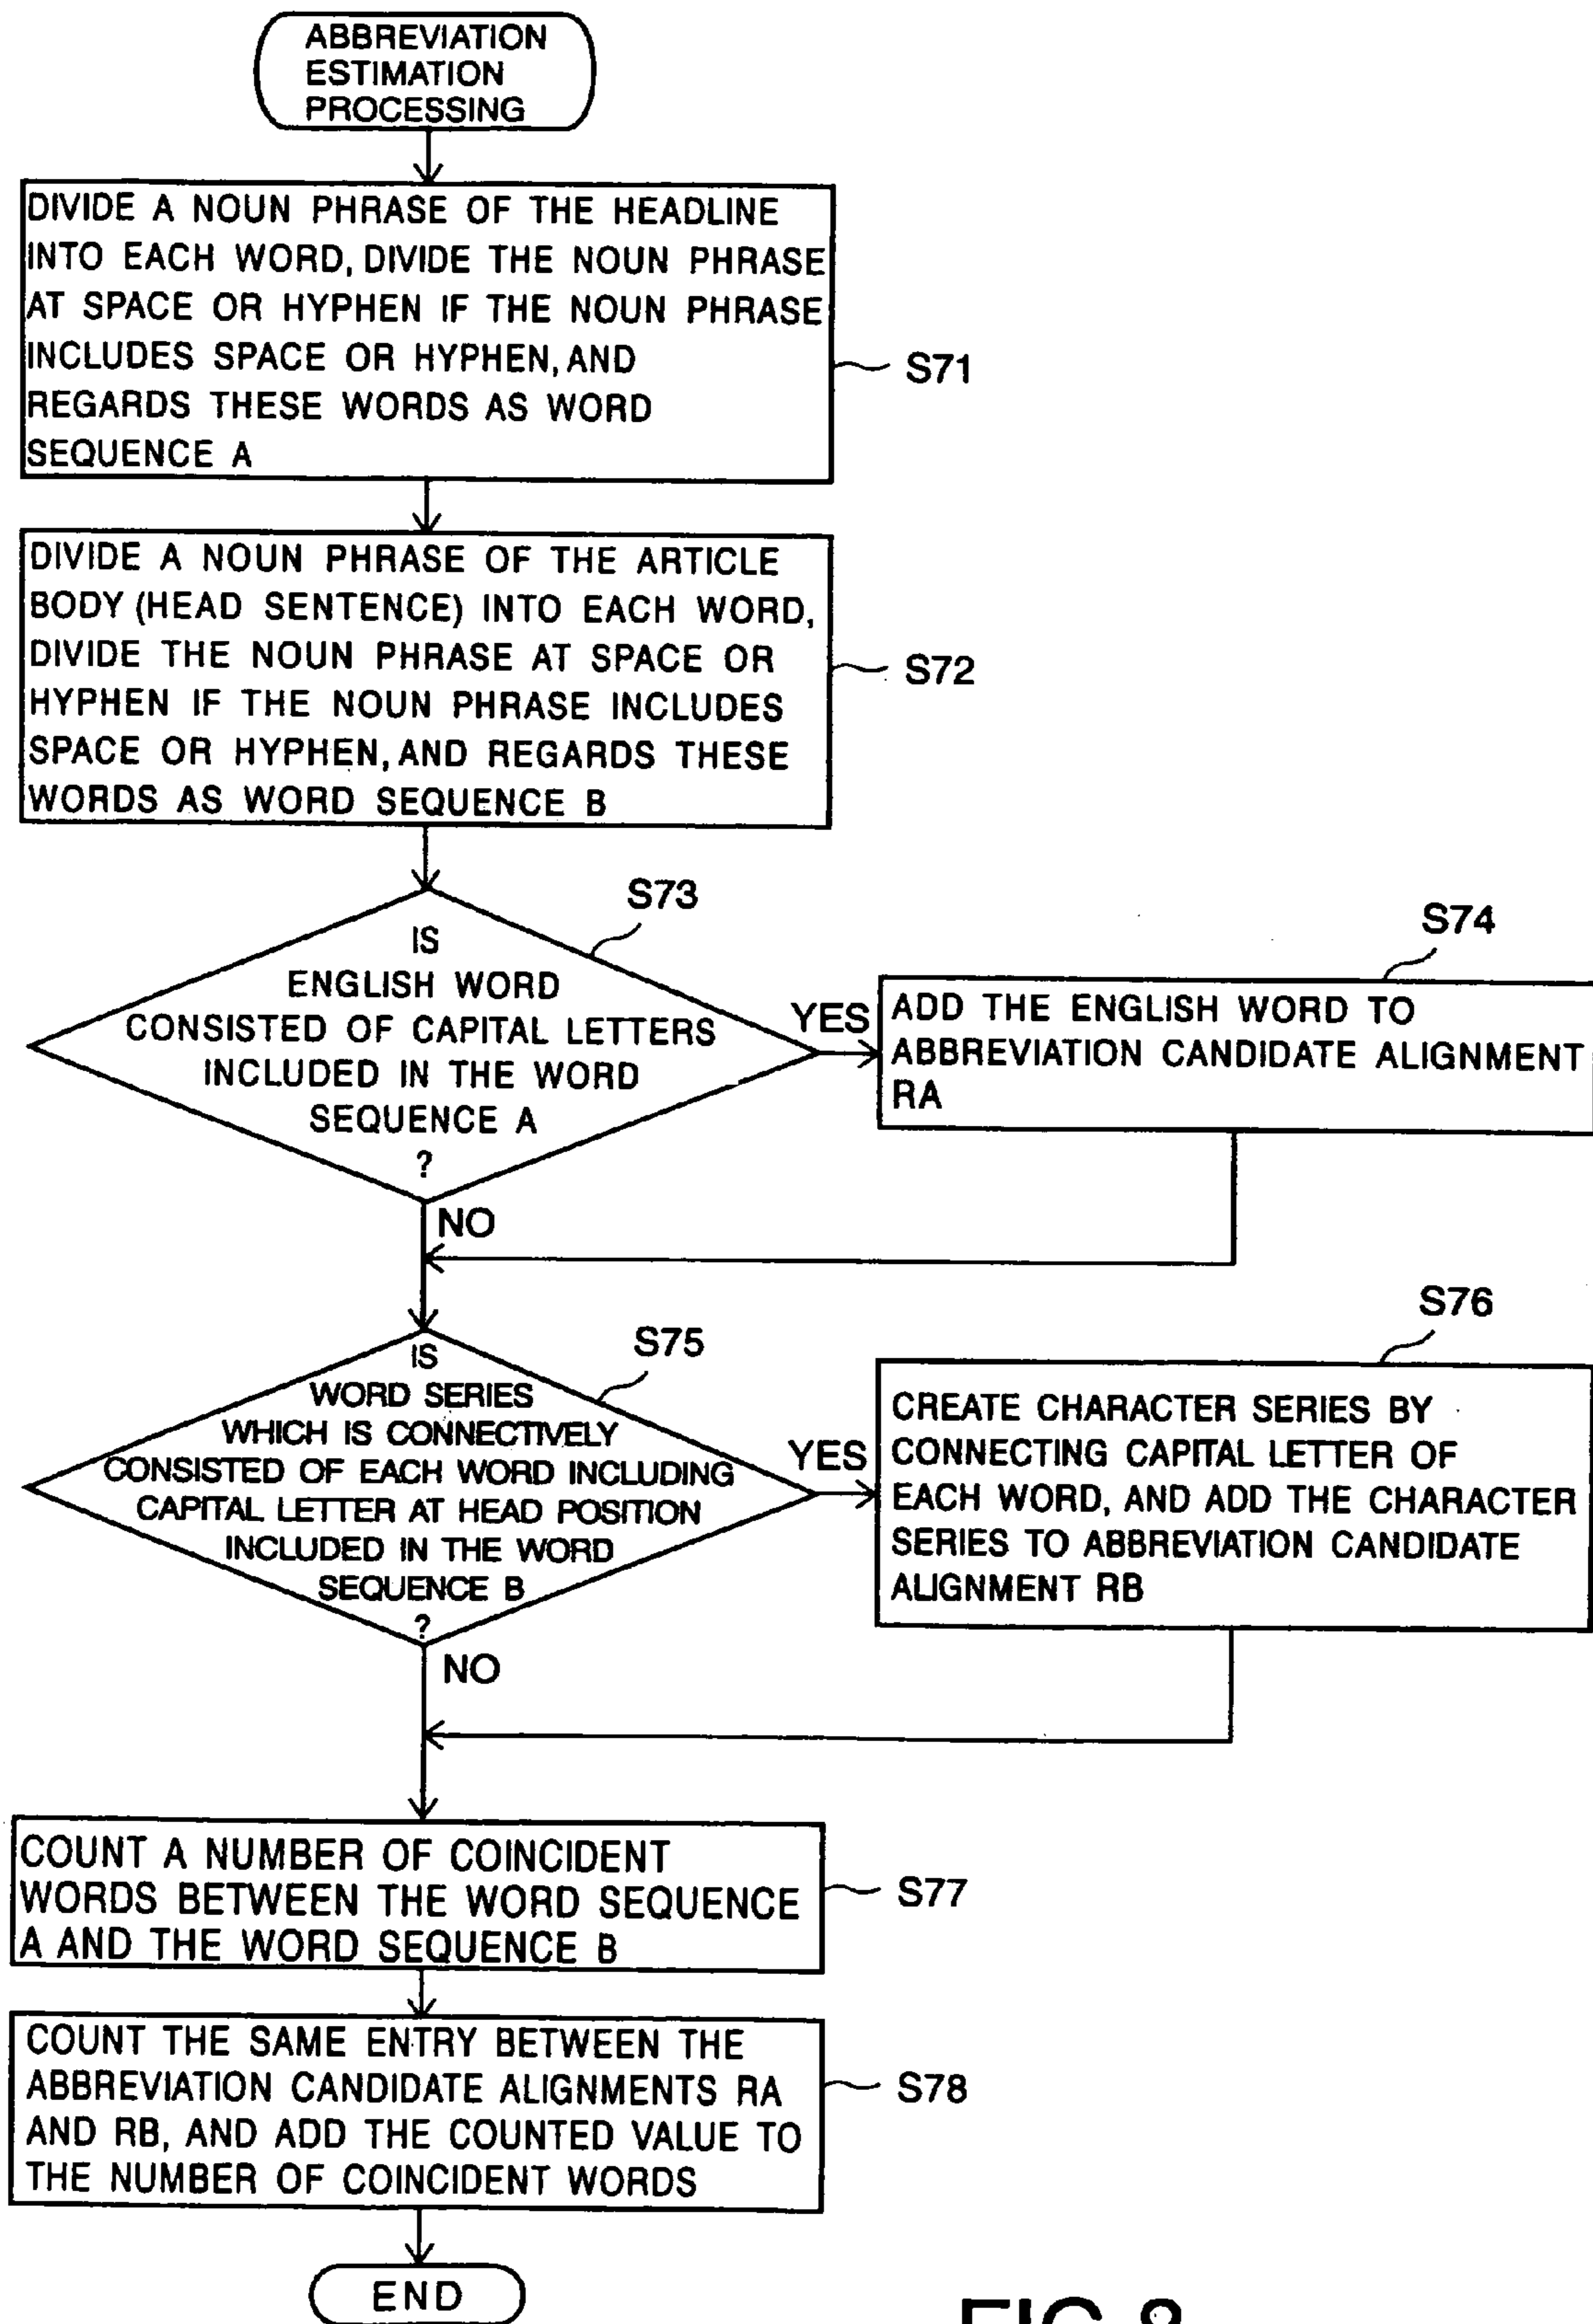 ABBREVIATION
ESTIMATION
PROCESSING
DIVIDE A NOUN PHRASE OF THE HEADLINE
INTO EACH WORD, DIVIDE THE NOUN PHRASE
AT SPACE OR HYPHEN IF THE NOUN PHRASE
INCLUDES SPACE OR HYPHEN, AND
REGARDS THESE WORDS AS WORD
SEQUENCE A
S71
DIVIDE A NOUN PHRASE OF THE ARTICLE
BODY (HEAD SENTENCE) INTO EACH WORD,
DIVIDE THE NOUN PHRASE AT SPACE OR
HYPHEN IF THE NOUN PHRASE INCLUDES
SPACE OR HYPHEN, AND REGARDS THESE
WORDS AS WORD SEQUENCE B
S72
S73
IS
ENGLISH WORD
CONSISTED OF CAPITAL LETTERS
INCLUDED IN THE WORD
SEQUENCE A
?
YES
NO
S74
ADD THE ENGLISH WORD TO
ABBREVIATION CANDIDATE ALIGNMENT
RA
S75
IS
WORD SERIES
WHICH IS CONNECTIVELY
CONSISTED OF EACH WORD INCLUDING
CAPITAL LETTER AT HEAD POSITION
INCLUDED IN THE WORD
SEQUENCE B
?
YES
NO
S76
CREATE CHARACTER SERIES BY
CONNECTING CAPITAL LETTER OF
EACH WORD, AND ADD THE CHARACTER
SERIES TO ABBREVIATION CANDIDATE
ALIGNMENT RB
COUNT A NUMBER OF COINCIDENT
WORDS BETWEEN THE WORD SEQUENCE
A AND THE WORD SEQUENCE B
S77
COUNT THE SAME ENTRY BETWEEN THE
ABBREVIATION CANDIDATE ALIGNMENTS RA
AND RB, AND ADD THE COUNTED VALUE TO
THE NUMBER OF COINCIDENT WORDS
S78
END
FIG.8